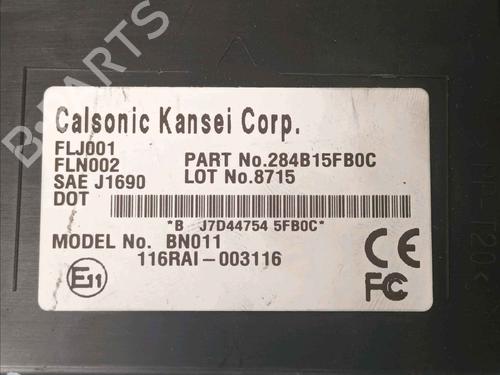 Calsonic Kansei Corp.
FLJ001
FLN002 PART No.284B15FB0C
SAE J1690 LOT No.8715
DOT
*B J7D44754 5FB0C*
MODEL No. BN011
116RAI-003116
E11
CE
FC
B-PARTS